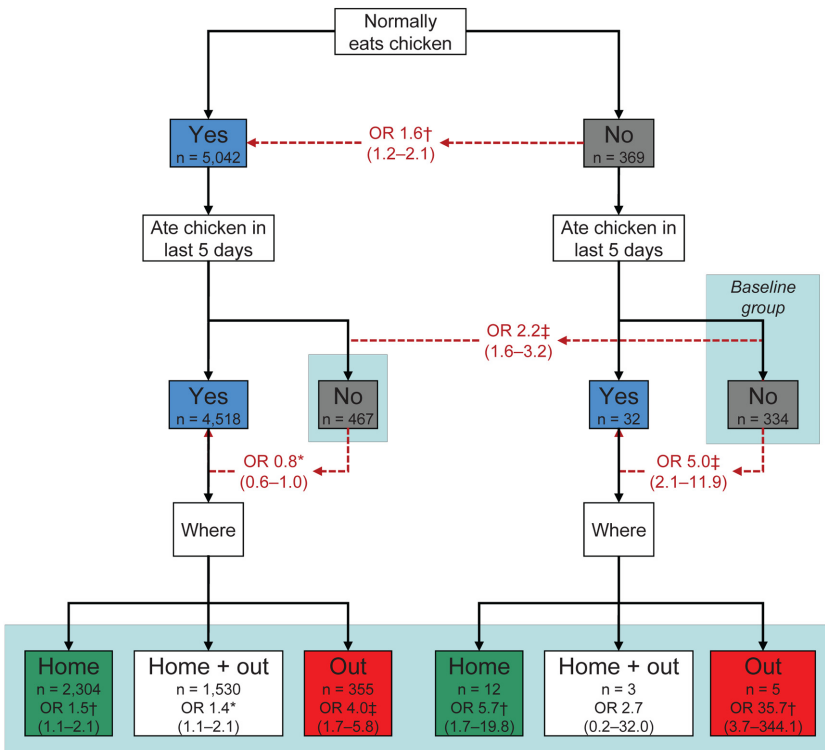 Normally
eats chicken
Yes
n = 5,042
OR 1.6†
(1.2–2.1)
No
n = 369
Ate chicken in
last 5 days
Ate chicken in
last 5 days
Baseline
group
OR 2.2‡
(1.6–3.2)
Yes
n = 4,518
No
n = 467
Yes
n = 32
No
n = 334
OR 0.8*
(0.6–1.0)
OR 5.0‡
(2.1–11.9)
Where
Where
Home
n = 2,304
OR 1.5†
(1.1–2.1)
Home + out
n = 1,530
OR 1.4*
(1.1–2.1)
Out
n = 355
OR 4.0‡
(1.7–5.8)
Home
n = 12
OR 5.7†
(1.7–19.8)
Home + out
n = 3
OR 2.7
(0.2–32.0)
Out
n = 5
OR 35.7†
(3.7–344.1)